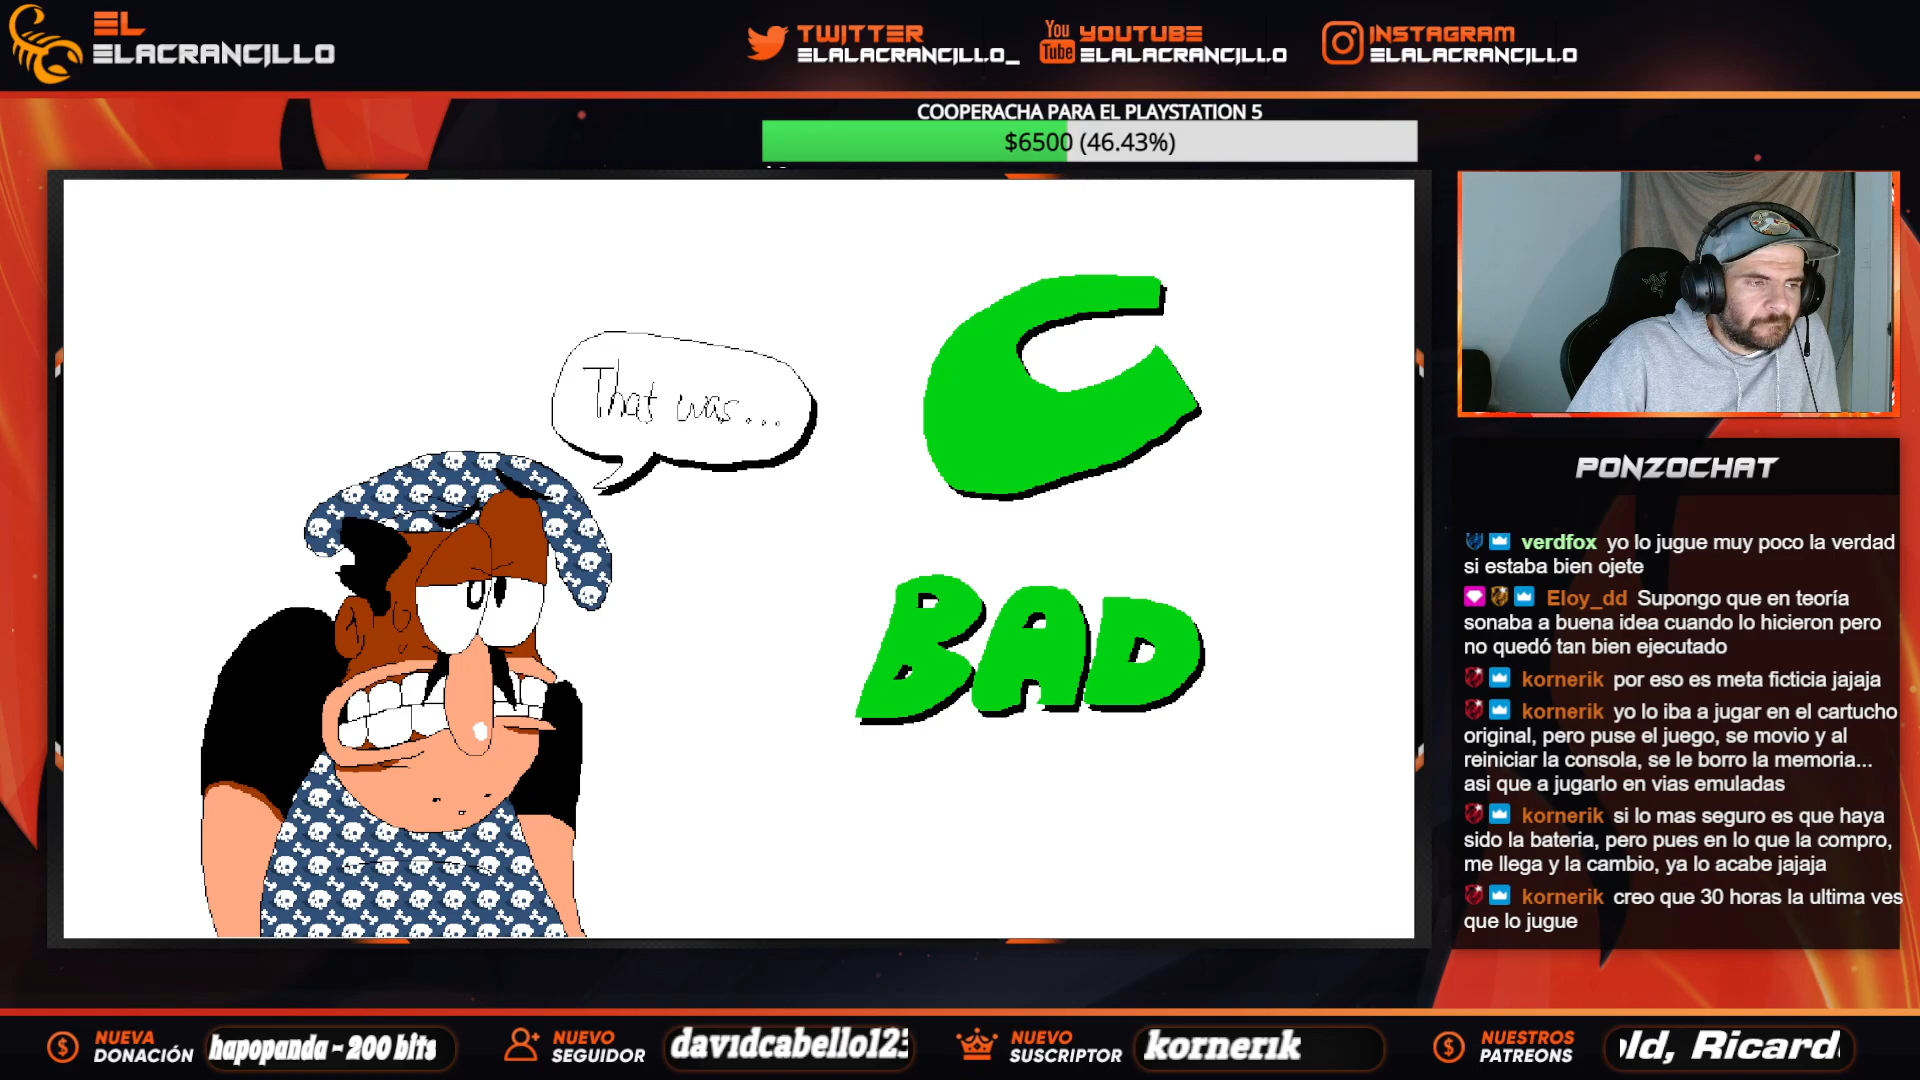 EL
ELACRANCILLO
TWITTER
ELALACRANCILLO_
You
Tube
YOUTUBE
ELALACRANCILLO
INSTAGRAM
ELALACRANCILLO
COOPERACHA PARA EL PLAYSTATION 5
$6500 (46.43%)
That was...
C
BAD
PONZOCHAT
verdfox yo lo jugue muy poco la verdad
si estaba bien ojete
Eloy_dd Supongo que en teoría
sonaba a buena idea cuando lo hicieron pero
no quedó tan bien ejecutado
kornerik por eso es meta ficticia jajaja
kornerik yo lo iba a jugar en el cartucho
original, pero puse el juego, se movio y al
reiniciar la consola, se le borro la memoria...
asi que a jugarlo en vias emuladas
kornerik si lo mas seguro es que haya
sido la bateria, pero pues en lo que la compro,
me llega y la cambio, ya lo acabe jajaja
kornerik creo que 30 horas la ultima ves
que lo jugue
NUEVA
DONACIÓN
hapopanda - 200 bits
NUEVO
SEGUIDOR
davidcabello123
NUEVO
SUSCRIPTOR
kornerik
NUESTROS
PATREONS
ld, Ricard